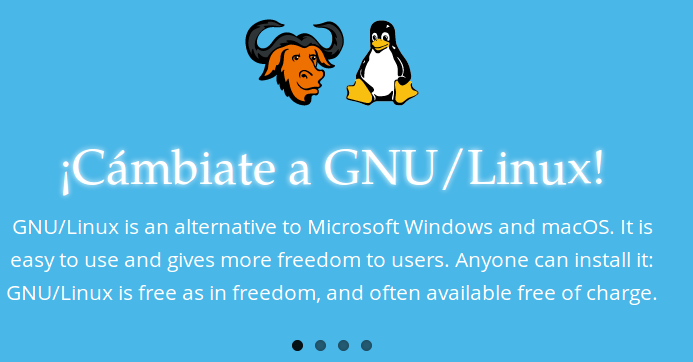 ¡Cámbiate a GNU/Linux!
GNU/Linux is an alternative to Microsoft Windows and macOS. It is
easy to use and gives more freedom to users. Anyone can install it:
GNU/Linux is free as in freedom, and often available free of charge.